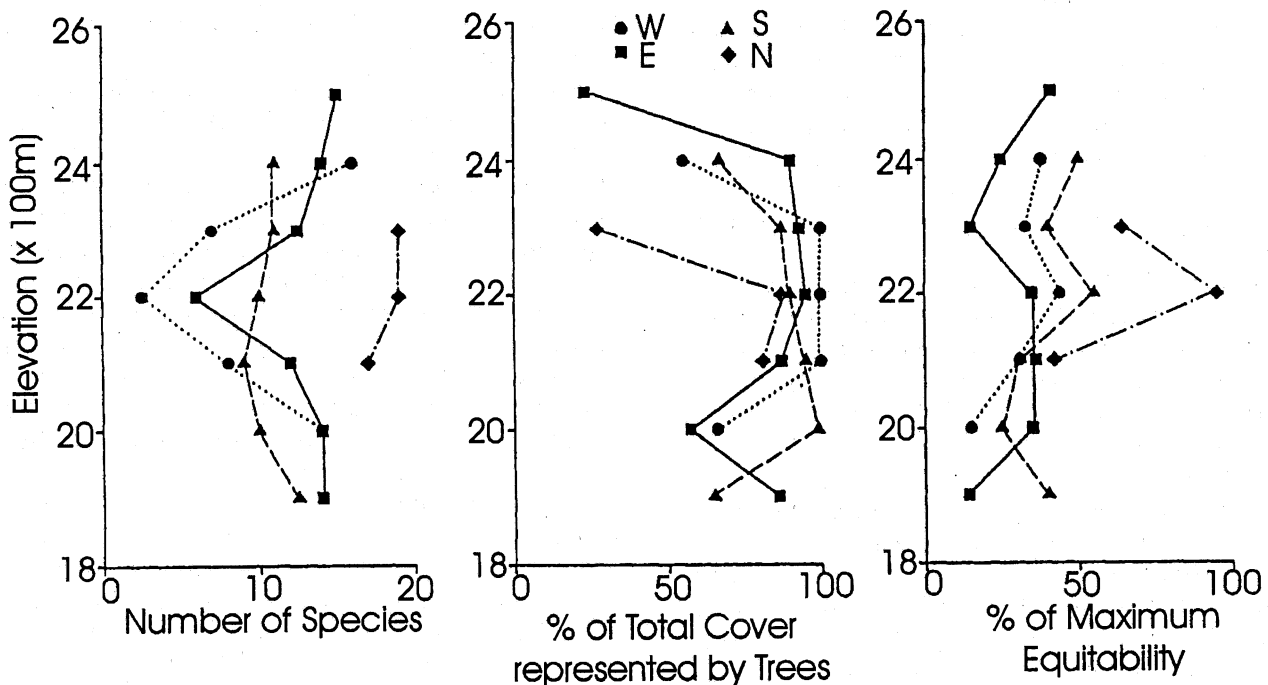 Elevation (x 100m)
26
24
22
20
18
0 10 20
Number of Species
W S
E N
26
24
22
20
18
0 50 100
% of Total Cover
represented by Trees
26
24
22
20
18
0 50 100
% of Maximum
Equitability